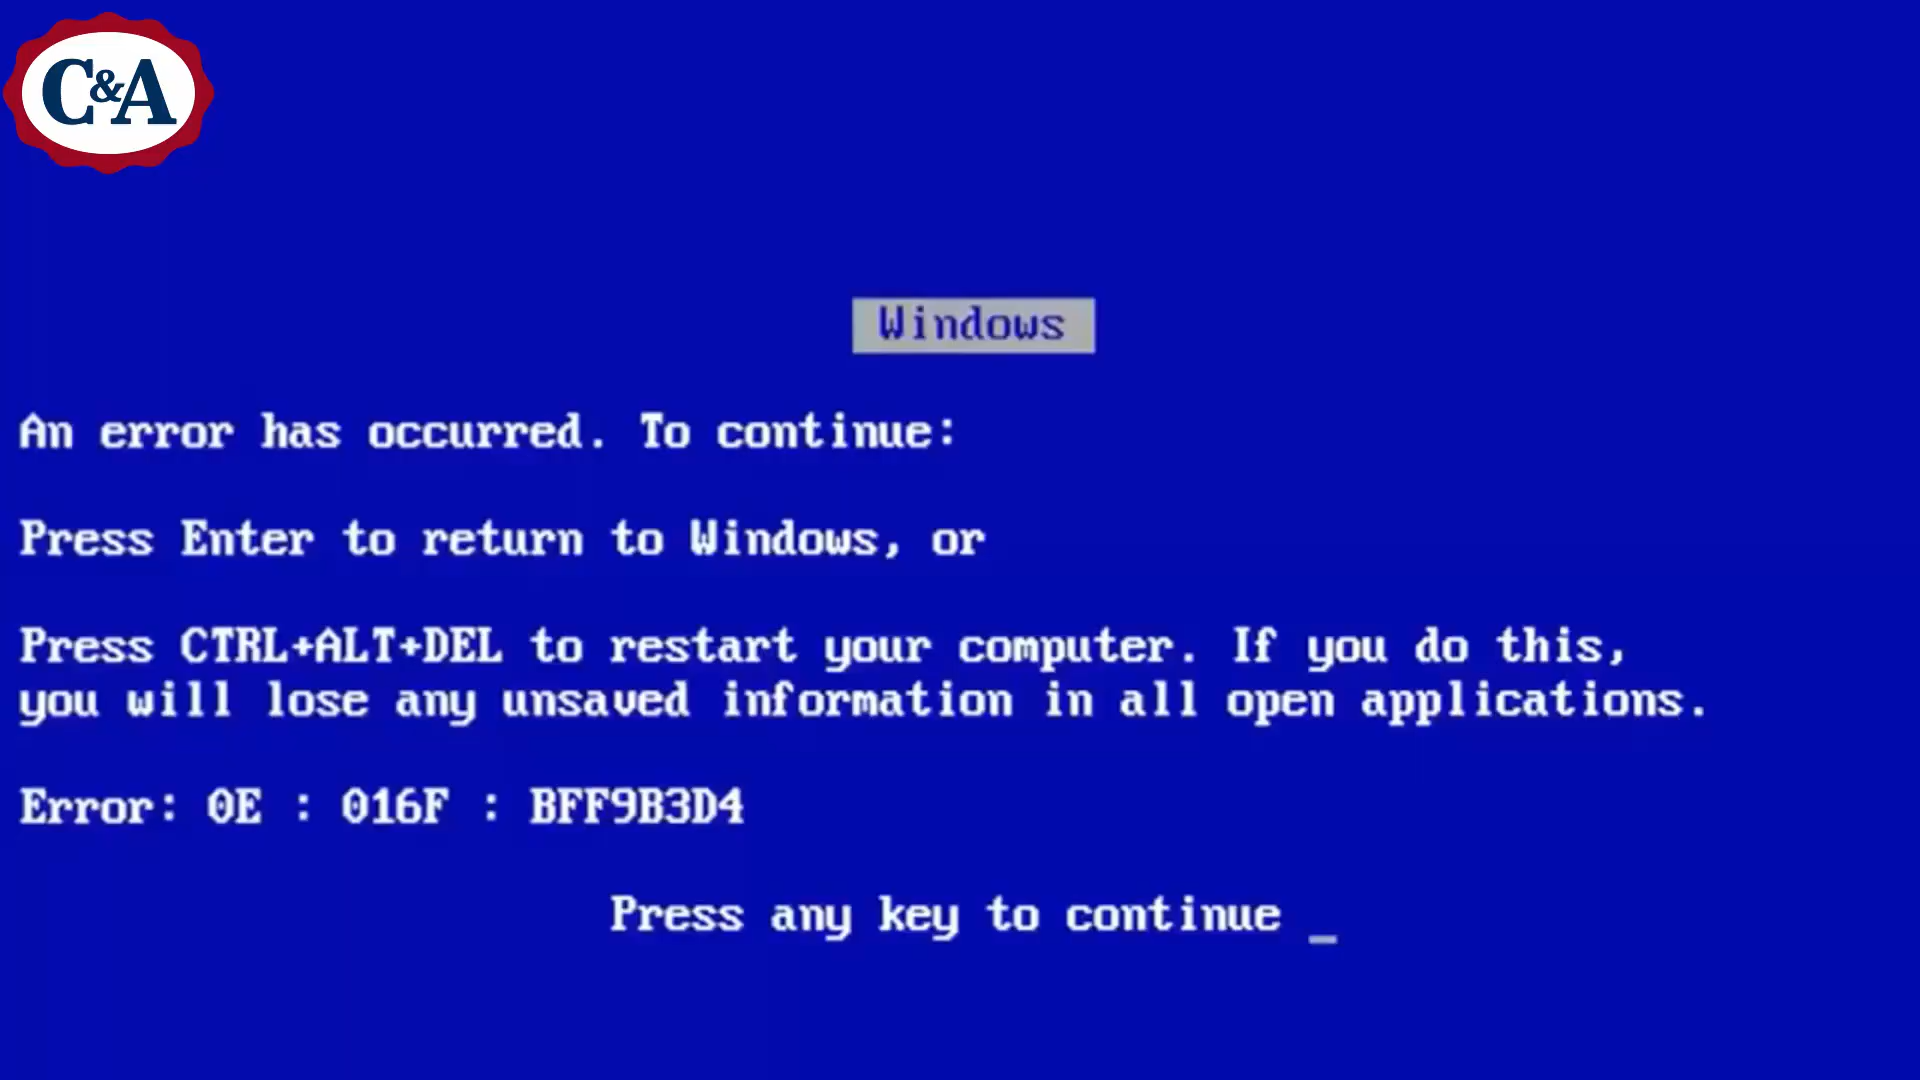 C&A
Windows
An error has occurred. To continue:
Press Enter to return to Windows, or
Press CTRL+ALT+DEL to restart your computer. If you do this,
you will lose any unsaved information in all open applications.
Error: 0E : 016F : BFF9B3D4
Press any key to continue _